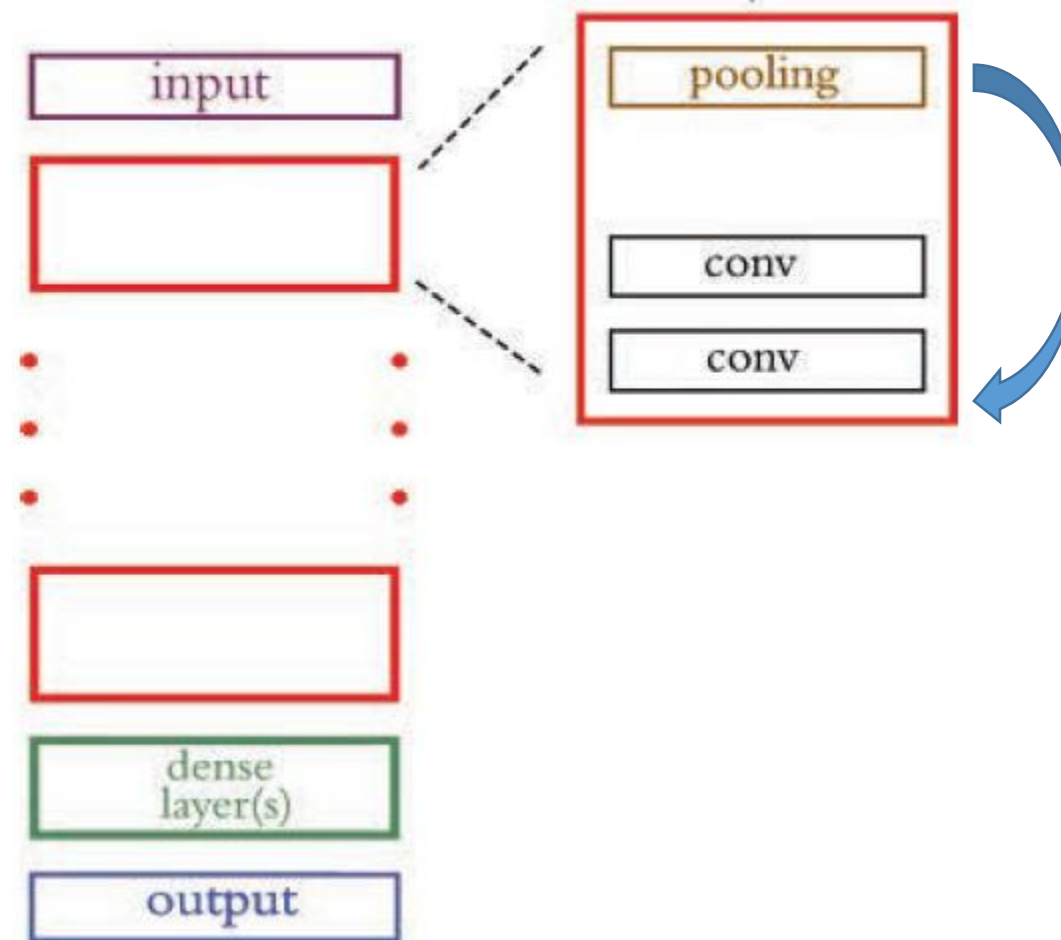 input
pooling
conv
conv
dense
layer(s)
output